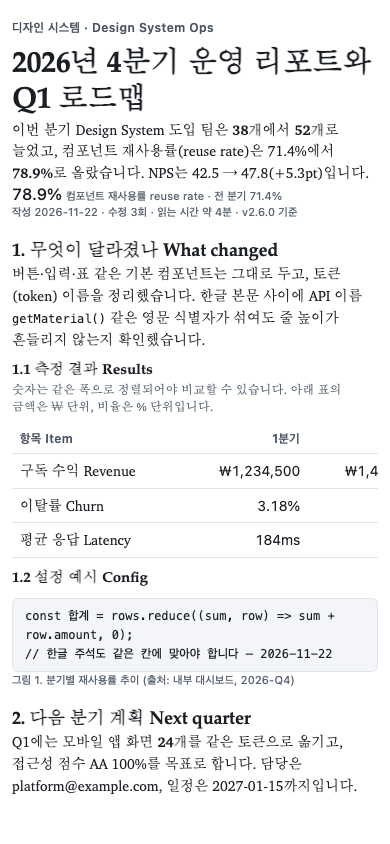 디자인 시스템 · Design System Ops
2026년 4분기 운영 리포트와
Q1 로드맵
이번 분기 Design System 도입 팀은 38개에서 52개로
늘었고, 컴포넌트 재사용률(reuse rate)은 71.4%에서
78.9%로 올랐습니다. NPS는 42.5 → 47.8(+5.3pt)입니다.
78.9% 컴포넌트 재사용률 reuse rate · 전 분기 71.4%
작성 2026-11-22 · 수정 3회 · 읽는 시간 약 4분 · v2.6.0 기준
1. 무엇이 달라졌나 What changed
버튼·입력·표 같은 기본 컴포넌트는 그대로 두고, 토큰
(token) 이름을 정리했습니다. 한글 본문 사이에 API 이름
getMaterial() 같은 영문 식별자가 섞여도 줄 높이가
흔들리지 않는지 확인했습니다.
1.1 측정 결과 Results
숫자는 같은 폭으로 정렬되어야 비교할 수 있습니다. 아래 표의
금액은 ₩ 단위, 비율은 % 단위입니다.
항목 Item 1분기
구독 수익 Revenue ₩1,234,500 ₩1,4
이탈률 Churn 3.18%
평균 응답 Latency 184ms
1.2 설정 예시 Config
const 합계 = rows.reduce((sum, row) => sum +
row.amount, 0);
// 한글 주석도 같은 칸에 맞아야 합니다 — 2026-11-22
그림 1. 분기별 재사용률 추이 (출처: 내부 대시보드, 2026-Q4)
2. 다음 분기 계획 Next quarter
Q1에는 모바일 앱 화면 24개를 같은 토큰으로 옮기고,
접근성 점수 AA 100%를 목표로 합니다. 담당은
platform@example.com, 일정은 2027-01-15까지입니다.